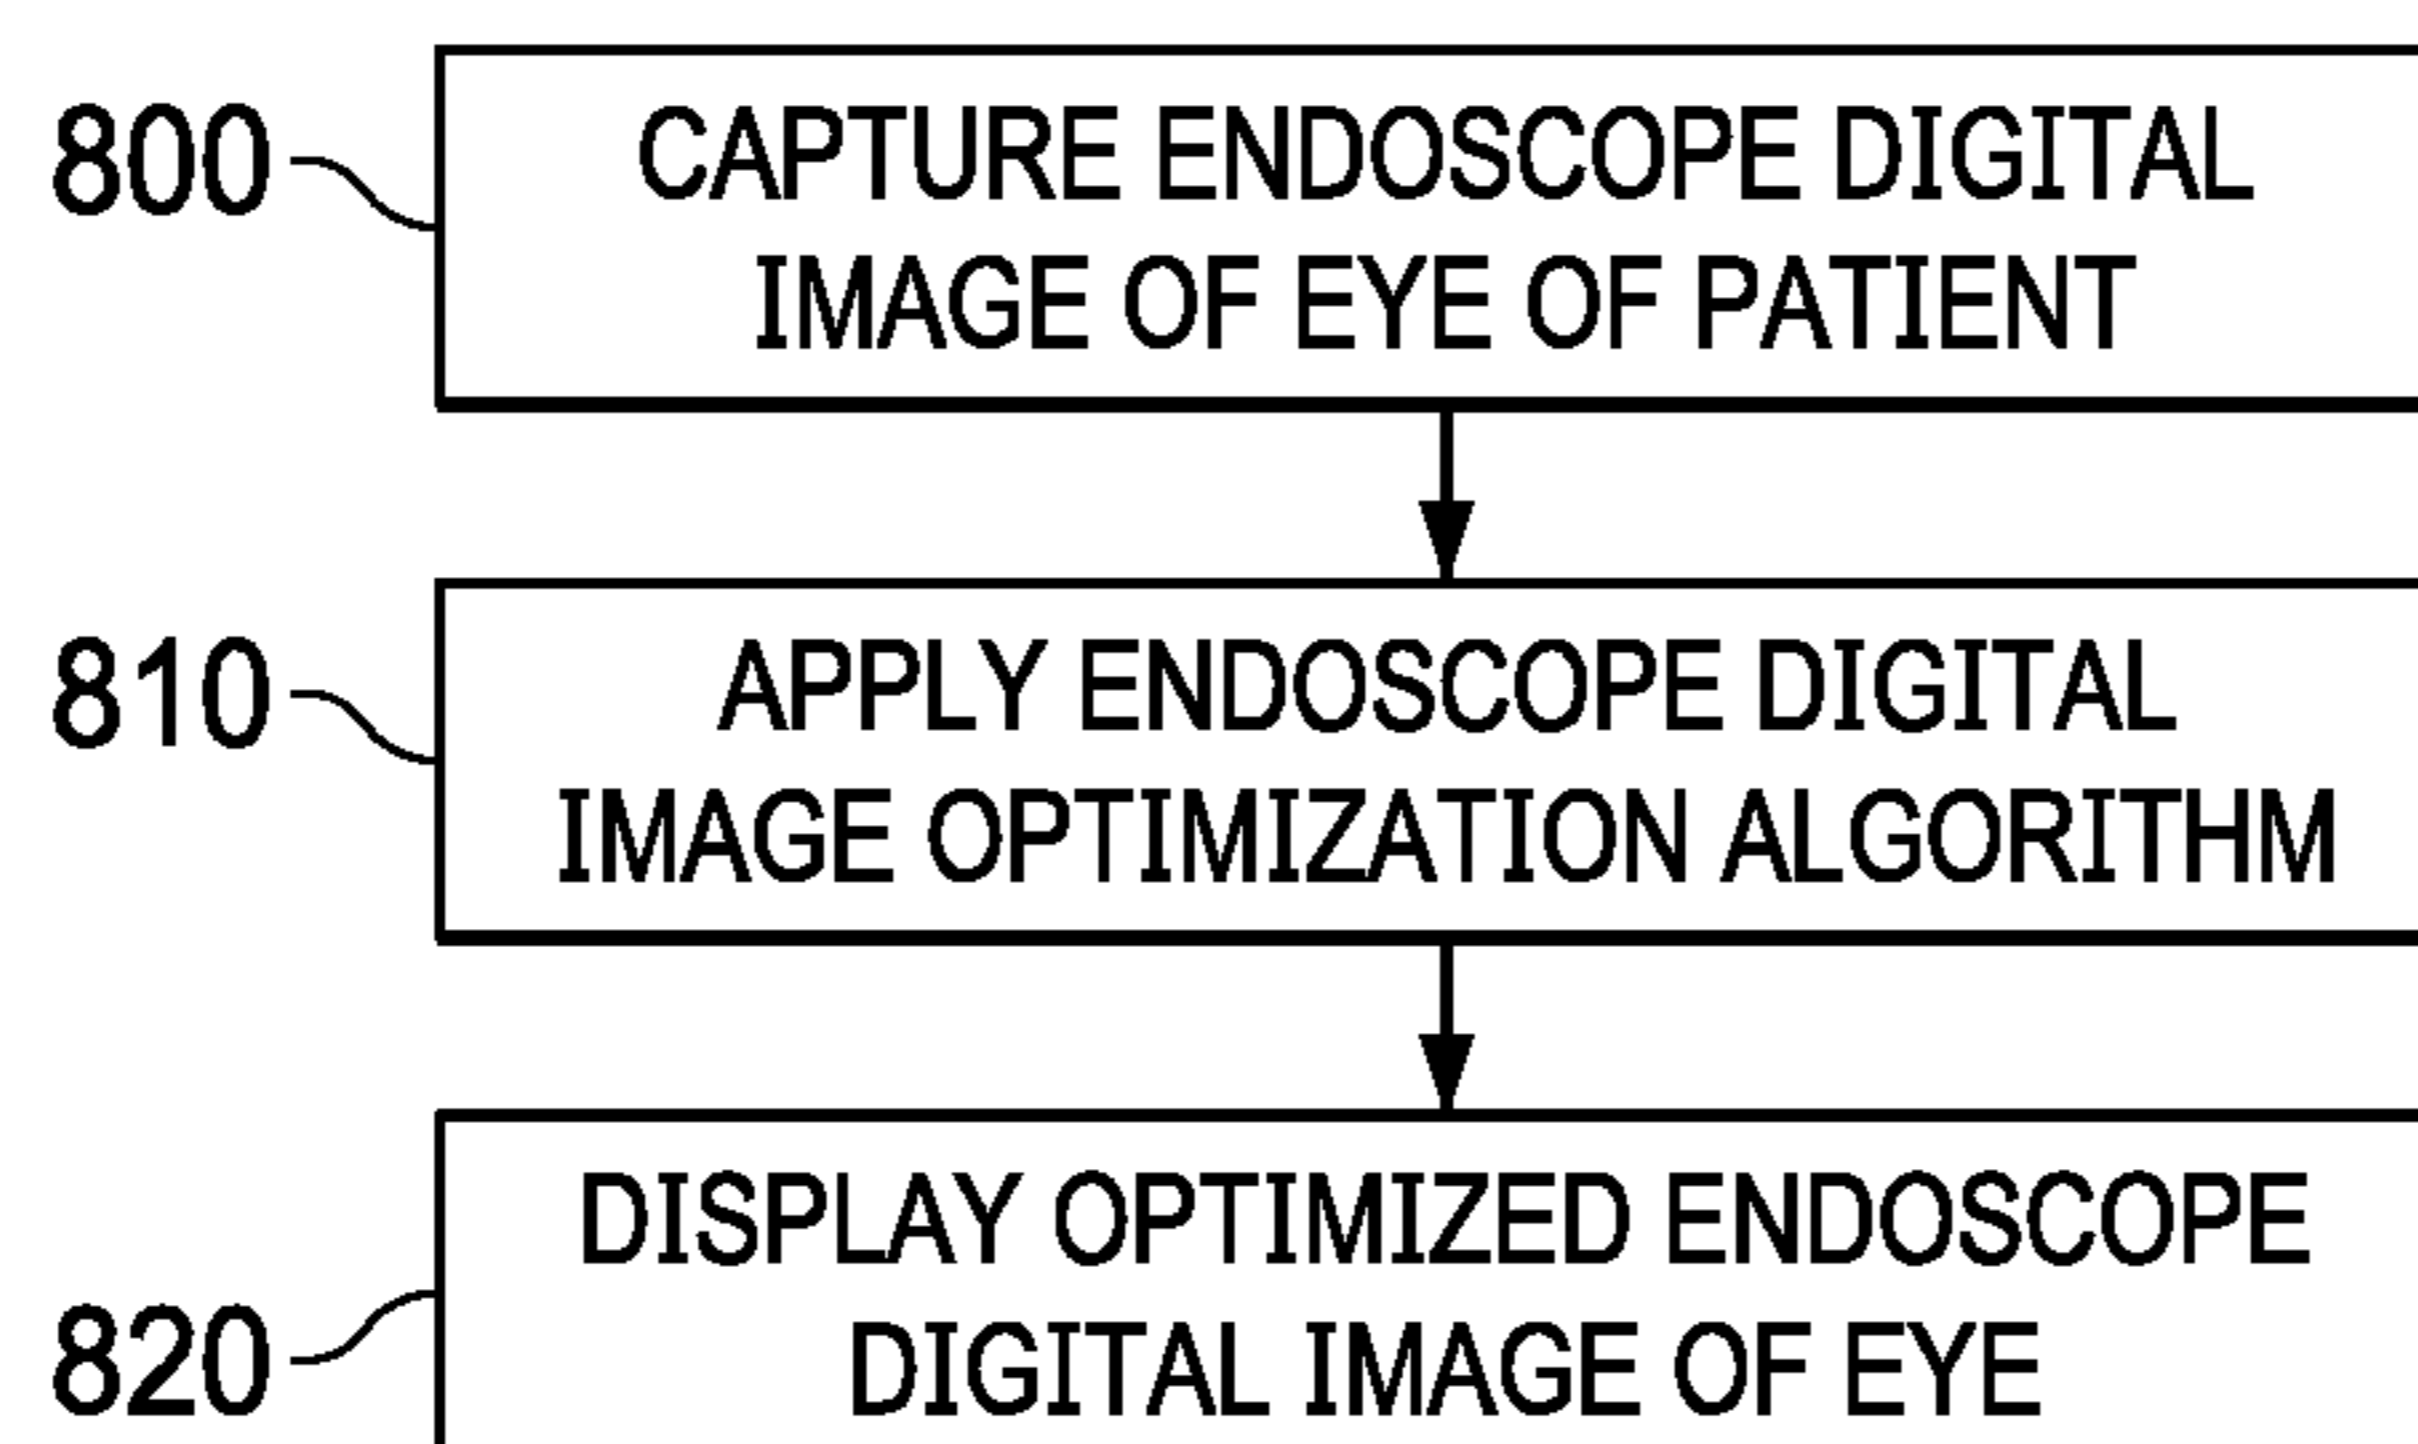 800
CAPTURE ENDOSCOPE DIGITAL
IMAGE OF EYE OF PATIENT
810
APPLY ENDOSCOPE DIGITAL
IMAGE OPTIMIZATION ALGORITHM
820
DISPLAY OPTIMIZED ENDOSCOPE
DIGITAL IMAGE OF EYE